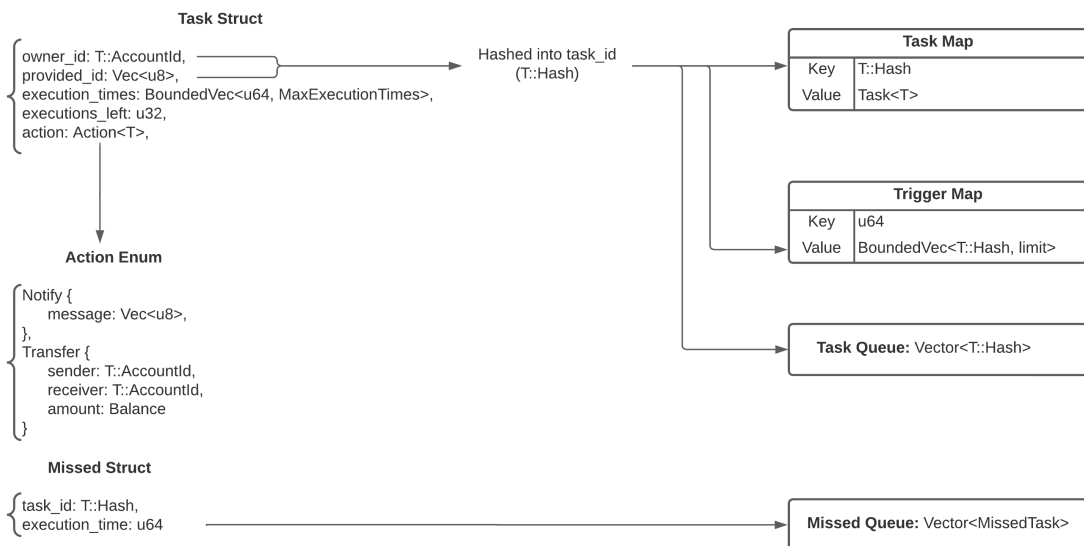 Task Struct
owner_id: T::AccountId,
provided_id: Vec<u8>,
execution_times: BoundedVec<u64, MaxExecutionTimes>,
executions_left: u32,
action: Action<T>,
Hashed into task_id
(T::Hash)
Task Map
Key T::Hash
Value Task<T>
Trigger Map
Key u64
Value BoundedVec<T::Hash, limit>
Task Queue: Vector<T::Hash>
Action Enum
Notify {
message: Vec<u8>,
},
Transfer {
sender: T::AccountId,
receiver: T::AccountId,
amount: Balance
}
Missed Struct
task_id: T::Hash,
execution_time: u64
Missed Queue: Vector<MissedTask>